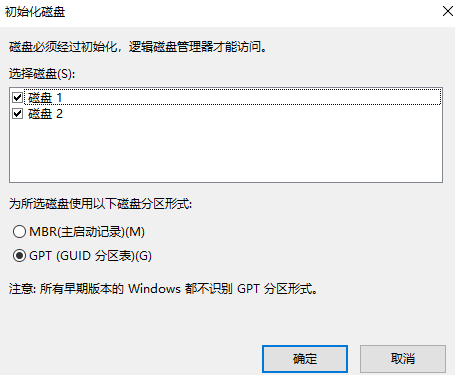 初始化磁盘
磁盘必须经过初始化，逻辑磁盘管理器才能访问。
选择磁盘(S):
磁盘 1
磁盘 2
为所选磁盘使用以下磁盘分区形式:
MBR(主启动记录)(M)
GPT (GUID 分区表)(G)
注意: 所有早期版本的 Windows 都不识别 GPT 分区形式。
确定
取消